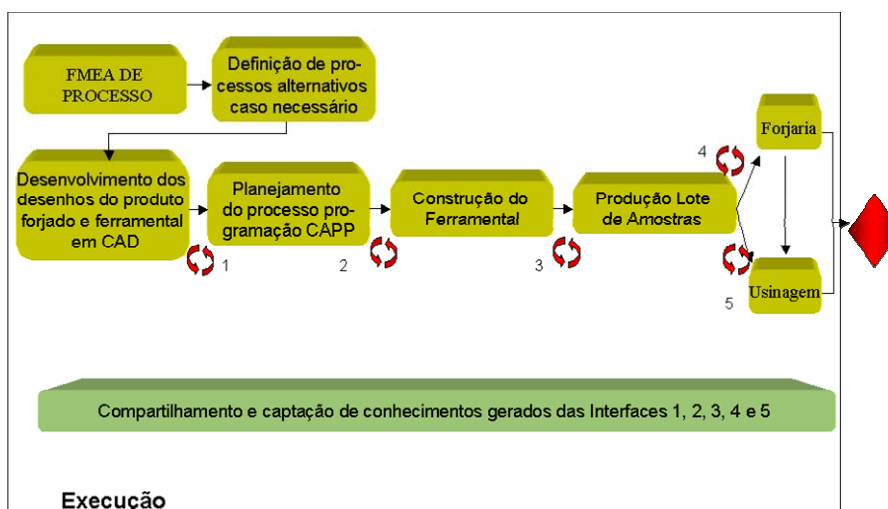 FMEA DE
PROCESSO
Definição de pro-
cessos alternativos
caso necessário
Desenvolvimento dos
desenhos do produto
forjado e ferramental
em CAD
Planejamento
do processo pro-
gramação CAPP
Construção do
Ferramental
Produção Lote
de Amostras
Forjaria
Usinagem
1
2
3
4
5
Compartilhamento e captação de conhecimentos gerados das Interfaces 1, 2, 3, 4 e 5
Execução